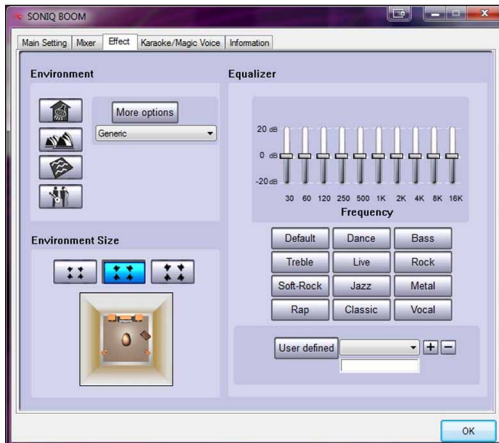 SONIQ BOOM
Main Setting Mixer Effect Karaoke/Magic Voice Information
Environment
More options
Generic
Environment Size
Equalizer
20 dB
0 dB
-20 dB
30 60 120 250 500 1K 2K 4K 8K 16K
Frequency
Default Dance Bass
Treble Live Rock
Soft-Rock Jazz Metal
Rap Classic Vocal
User defined
OK